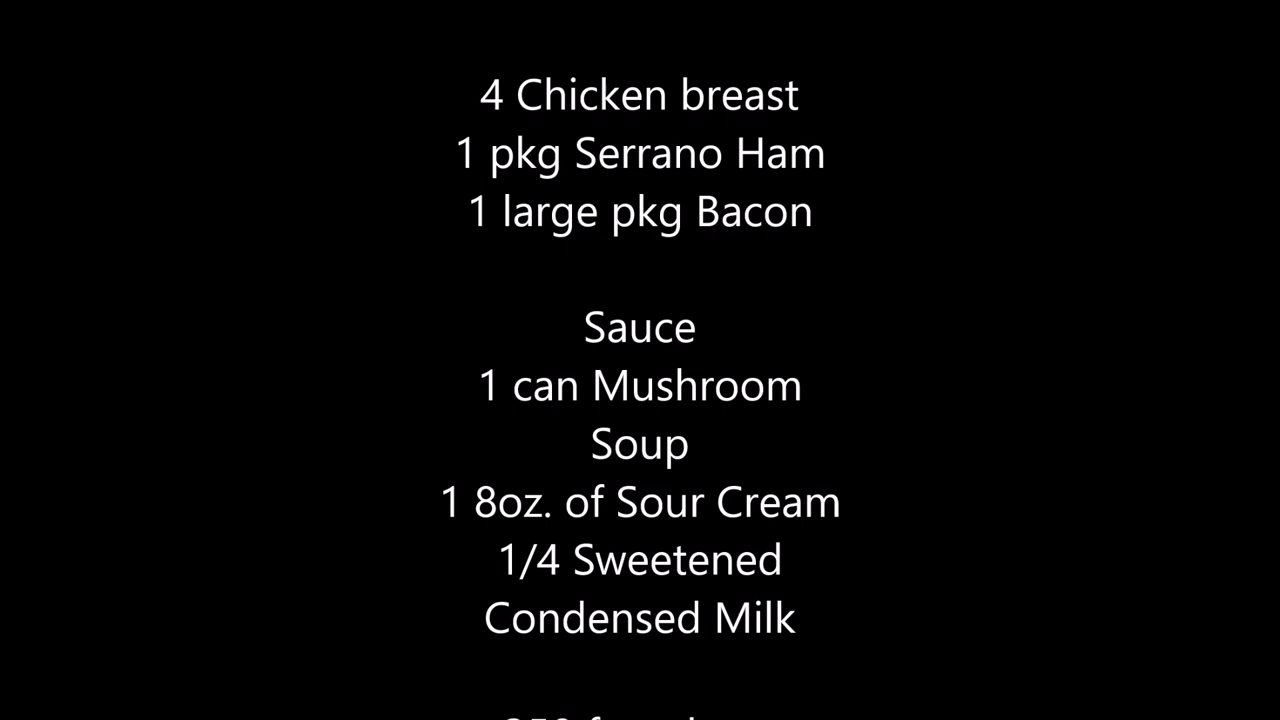 4 Chicken breast
1 pkg Serrano Ham
1 large pkg Bacon
Sauce
1 can Mushroom
Soup
1 8oz. of Sour Cream
1/4 Sweetened
Condensed Milk